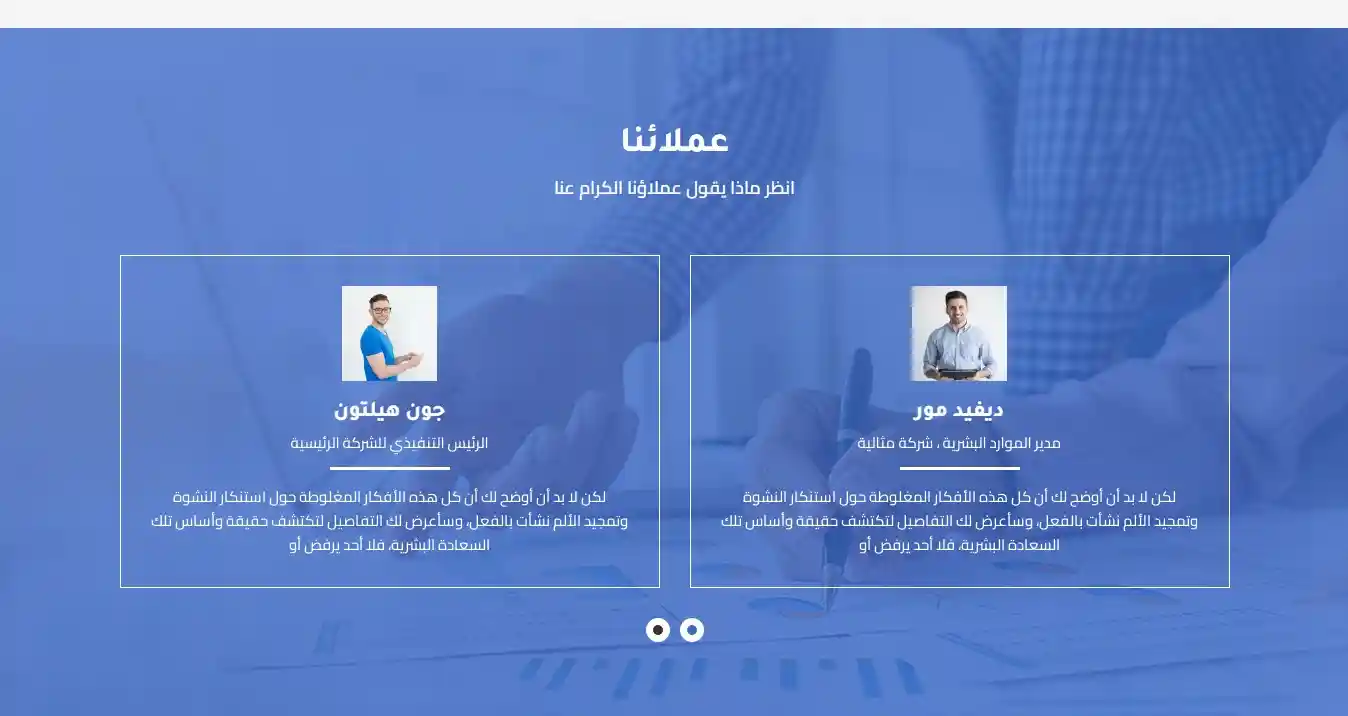 عملائنا
انظر ماذا يقول عملاؤنا الكرام عنا
ديفيد مور
مدير الموارد البشرية ، شركة مثالية
لكن لا بد أن أوضح لك أن كل هذه الأفكار المغلوطة حول استنكار النشوة
وتمجيد الألم نشأت بالفعل، وسأعرض لك التفاصيل لتكتشف حقيقة وأساس تلك
السعادة البشرية، فلا أحد يرفض أو
جون هيلتون
الرئيس التنفيذي للشركة الرئيسية
لكن لا بد أن أوضح لك أن كل هذه الأفكار المغلوطة حول استنكار النشوة
وتمجيد الألم نشأت بالفعل، وسأعرض لك التفاصيل لتكتشف حقيقة وأساس تلك
السعادة البشرية، فلا أحد يرفض أو